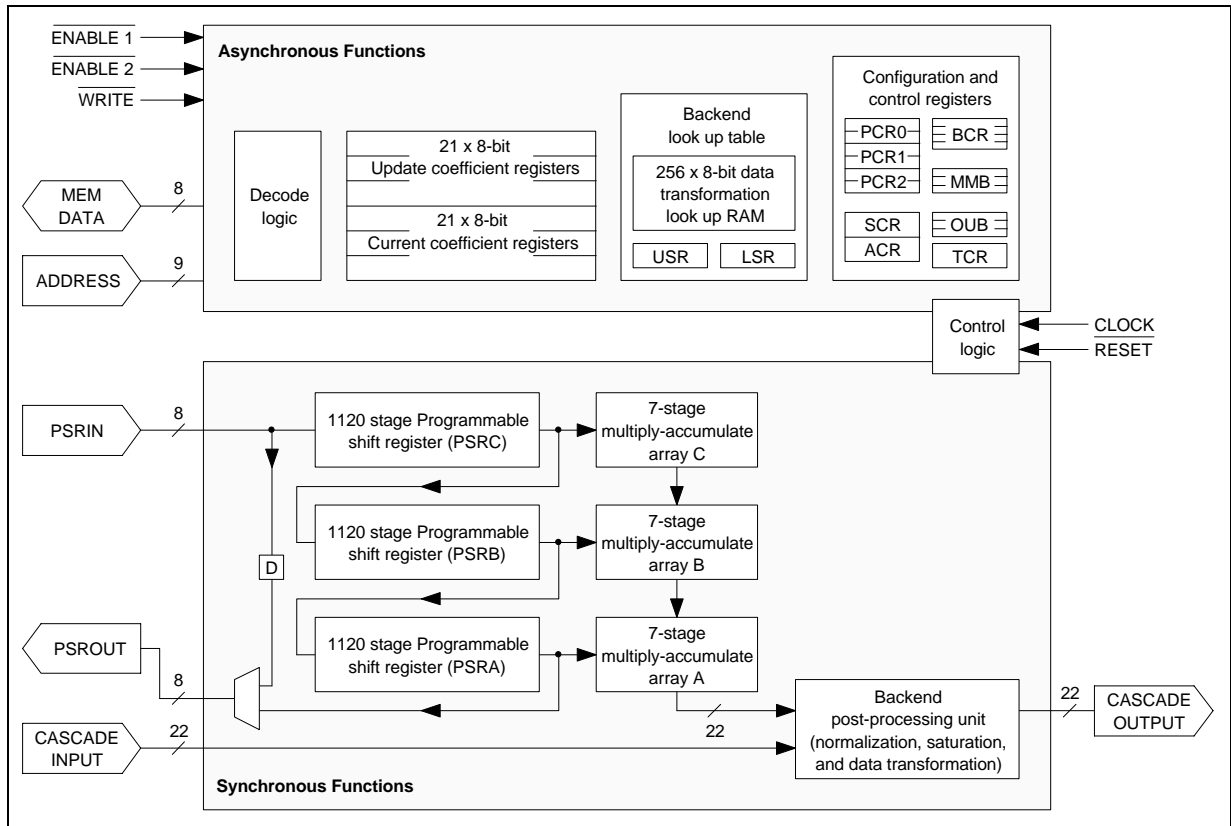 ENABLE 1
ENABLE 2
WRITE
MEM
DATA
8
ADDRESS
9
Asynchronous Functions
Decode
logic
21 x 8-bit
Update coefficient registers
21 x 8-bit
Current coefficient registers
Backend
look up table
256 x 8-bit data
transformation
look up RAM
USR
LSR
Configuration and
control registers
PCR0
PCR1
PCR2
SCR
ACR
BCR
MMB
OUB
TCR
Control
logic
CLOCK
RESET
PSRIN
8
1120 stage Programmable
shift register (PSRC)
7-stage
multiply-accumulate
array C
1120 stage Programmable
shift register (PSRB)
7-stage
multiply-accumulate
array B
D
1120 stage Programmable
shift register (PSRA)
7-stage
multiply-accumulate
array A
PSROUT
8
CASCADE
INPUT
22
22
Backend
post-processing unit
(normalization, saturation,
and data transformation)
22
CASCADE
OUTPUT
Synchronous Functions